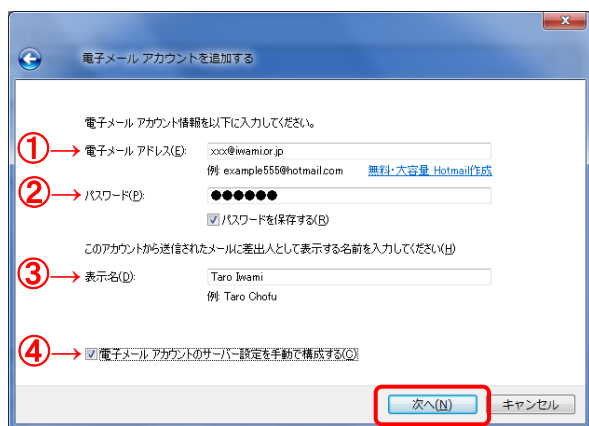 電子メール アカウントを追加する
電子メール アカウント情報を以下に入力してください。
① 電子メール アドレス(E): xxx@iwami.or.jp
例: example555@hotmail.com 無料・大容量 Hotmail作成
② パスワード(P): ●●●●●●
パスワードを保存する(R)
このアカウントから送信されたメールに差出人として表示する名前を入力してください(H)
③ 表示名(D): Taro Iwami
例: Taro Chofu
④ 電子メール アカウントのサーバー設定を手動で構成する(C)
次へ(N) キャンセル